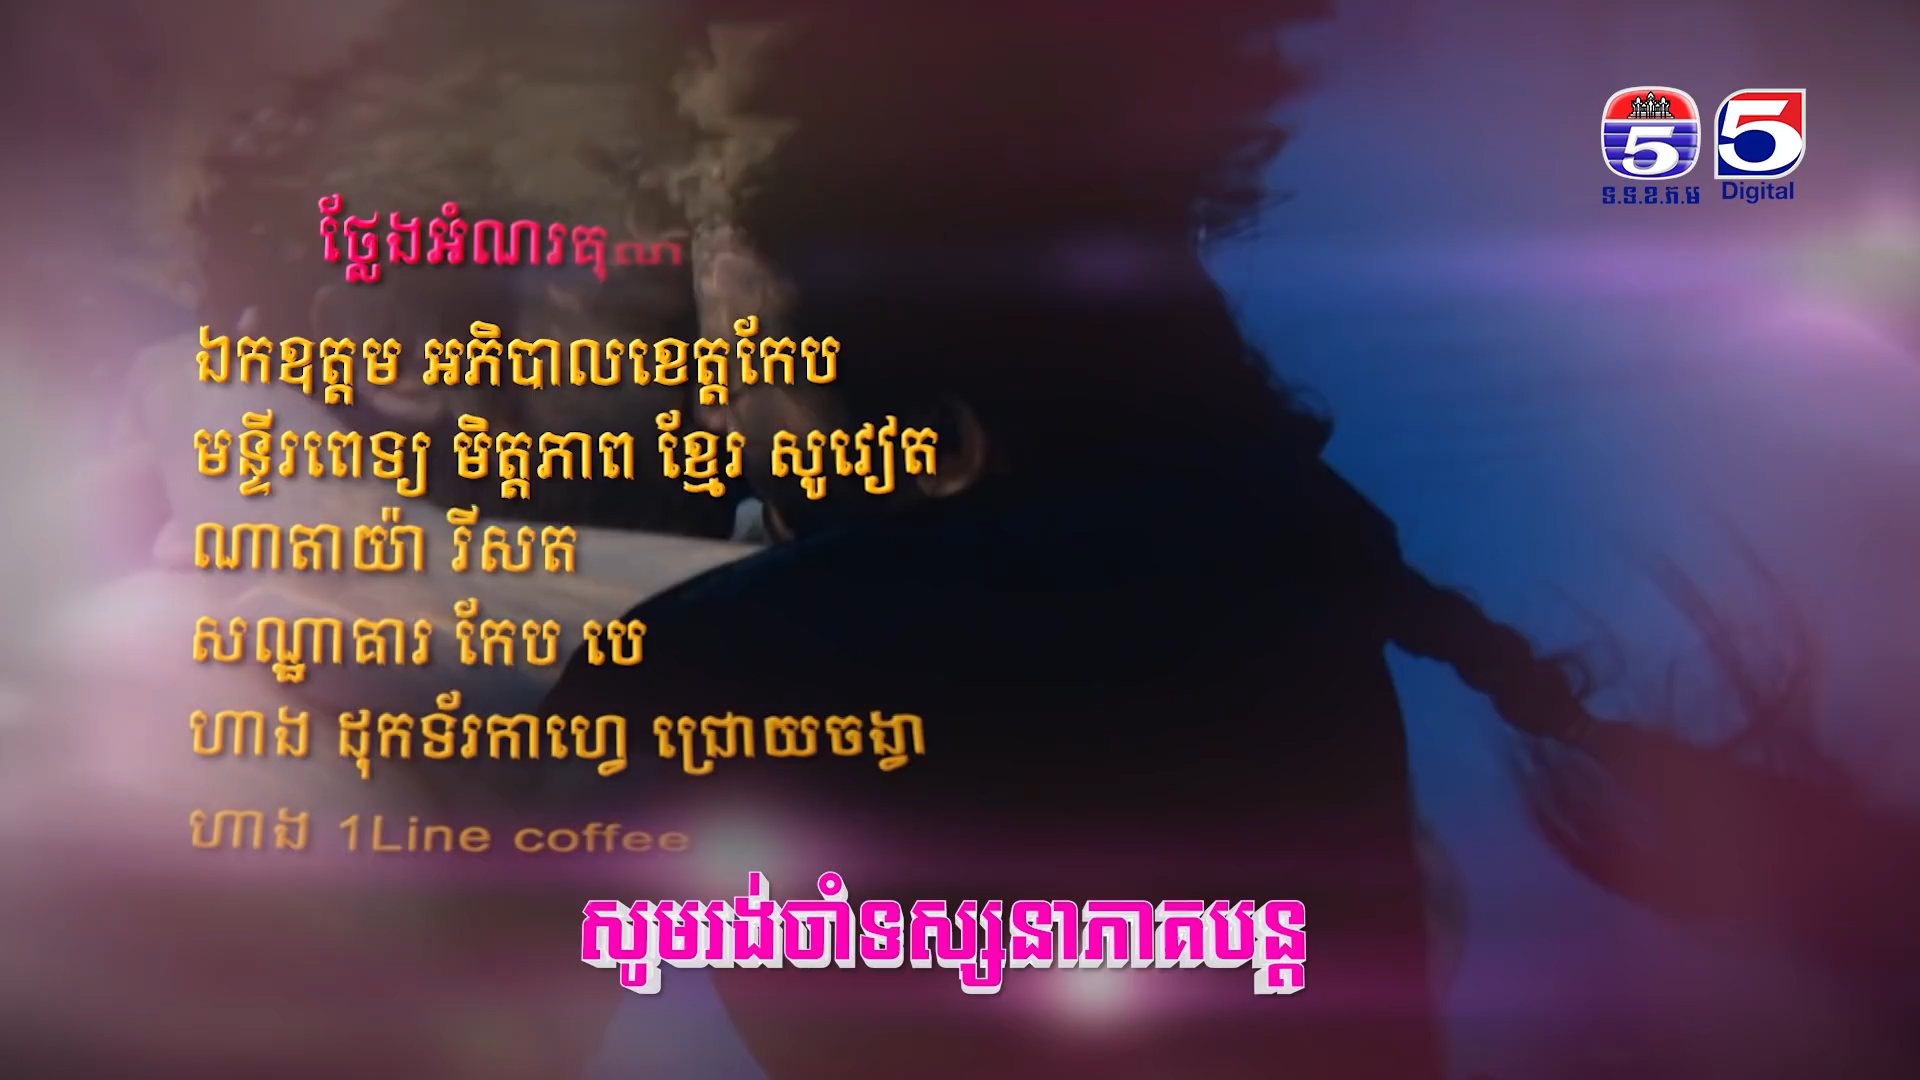 5 5
ទ.ទ.ខ.ភ.ម Digital
ថ្លែងអំណរគុណ
ឯកឧត្តម អភិបាលខេត្តកែប
មន្ទីរពេទ្យ មិត្តភាព ខ្មែរ សូវៀត
ណាតាយ៉ា រីសត
សណ្ឋាគារ កែប បេ
ហាង ដុកទ័រកាហ្វេ ជ្រោយចង្វា
ហាង 1Line coffee
សូមរង់ចាំទស្សនាភាគបន្ត